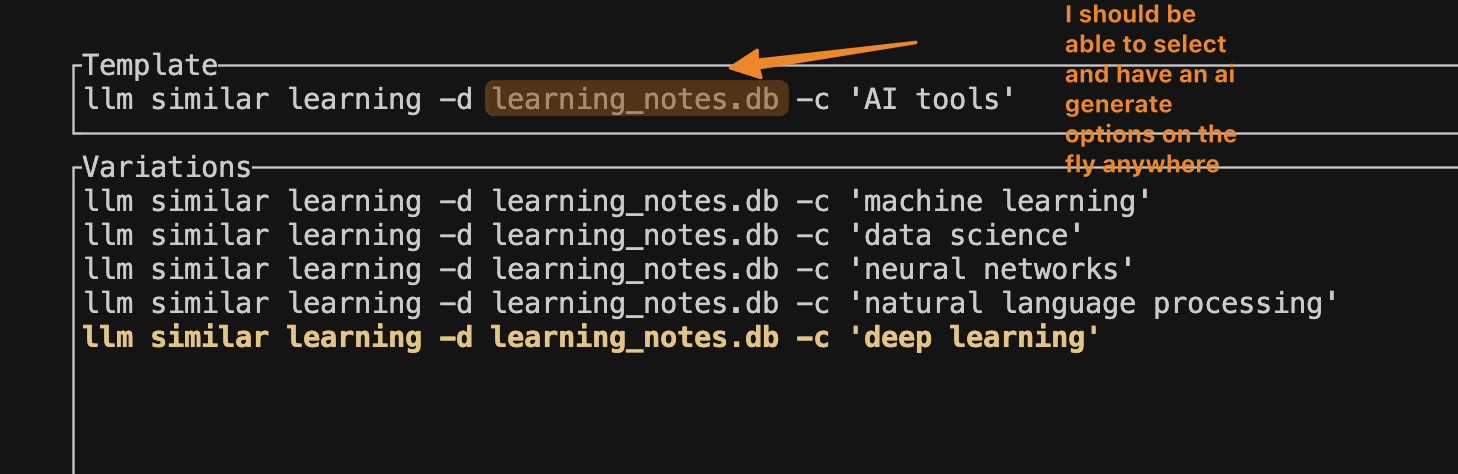 I should be
able to select
and have an ai
generate
options on the
fly anywhere
Template
llm similar learning -d learning_notes.db -c 'AI tools'
Variations
llm similar learning -d learning_notes.db -c 'machine learning'
llm similar learning -d learning_notes.db -c 'data science'
llm similar learning -d learning_notes.db -c 'neural networks'
llm similar learning -d learning_notes.db -c 'natural language processing'
llm similar learning -d learning_notes.db -c 'deep learning'